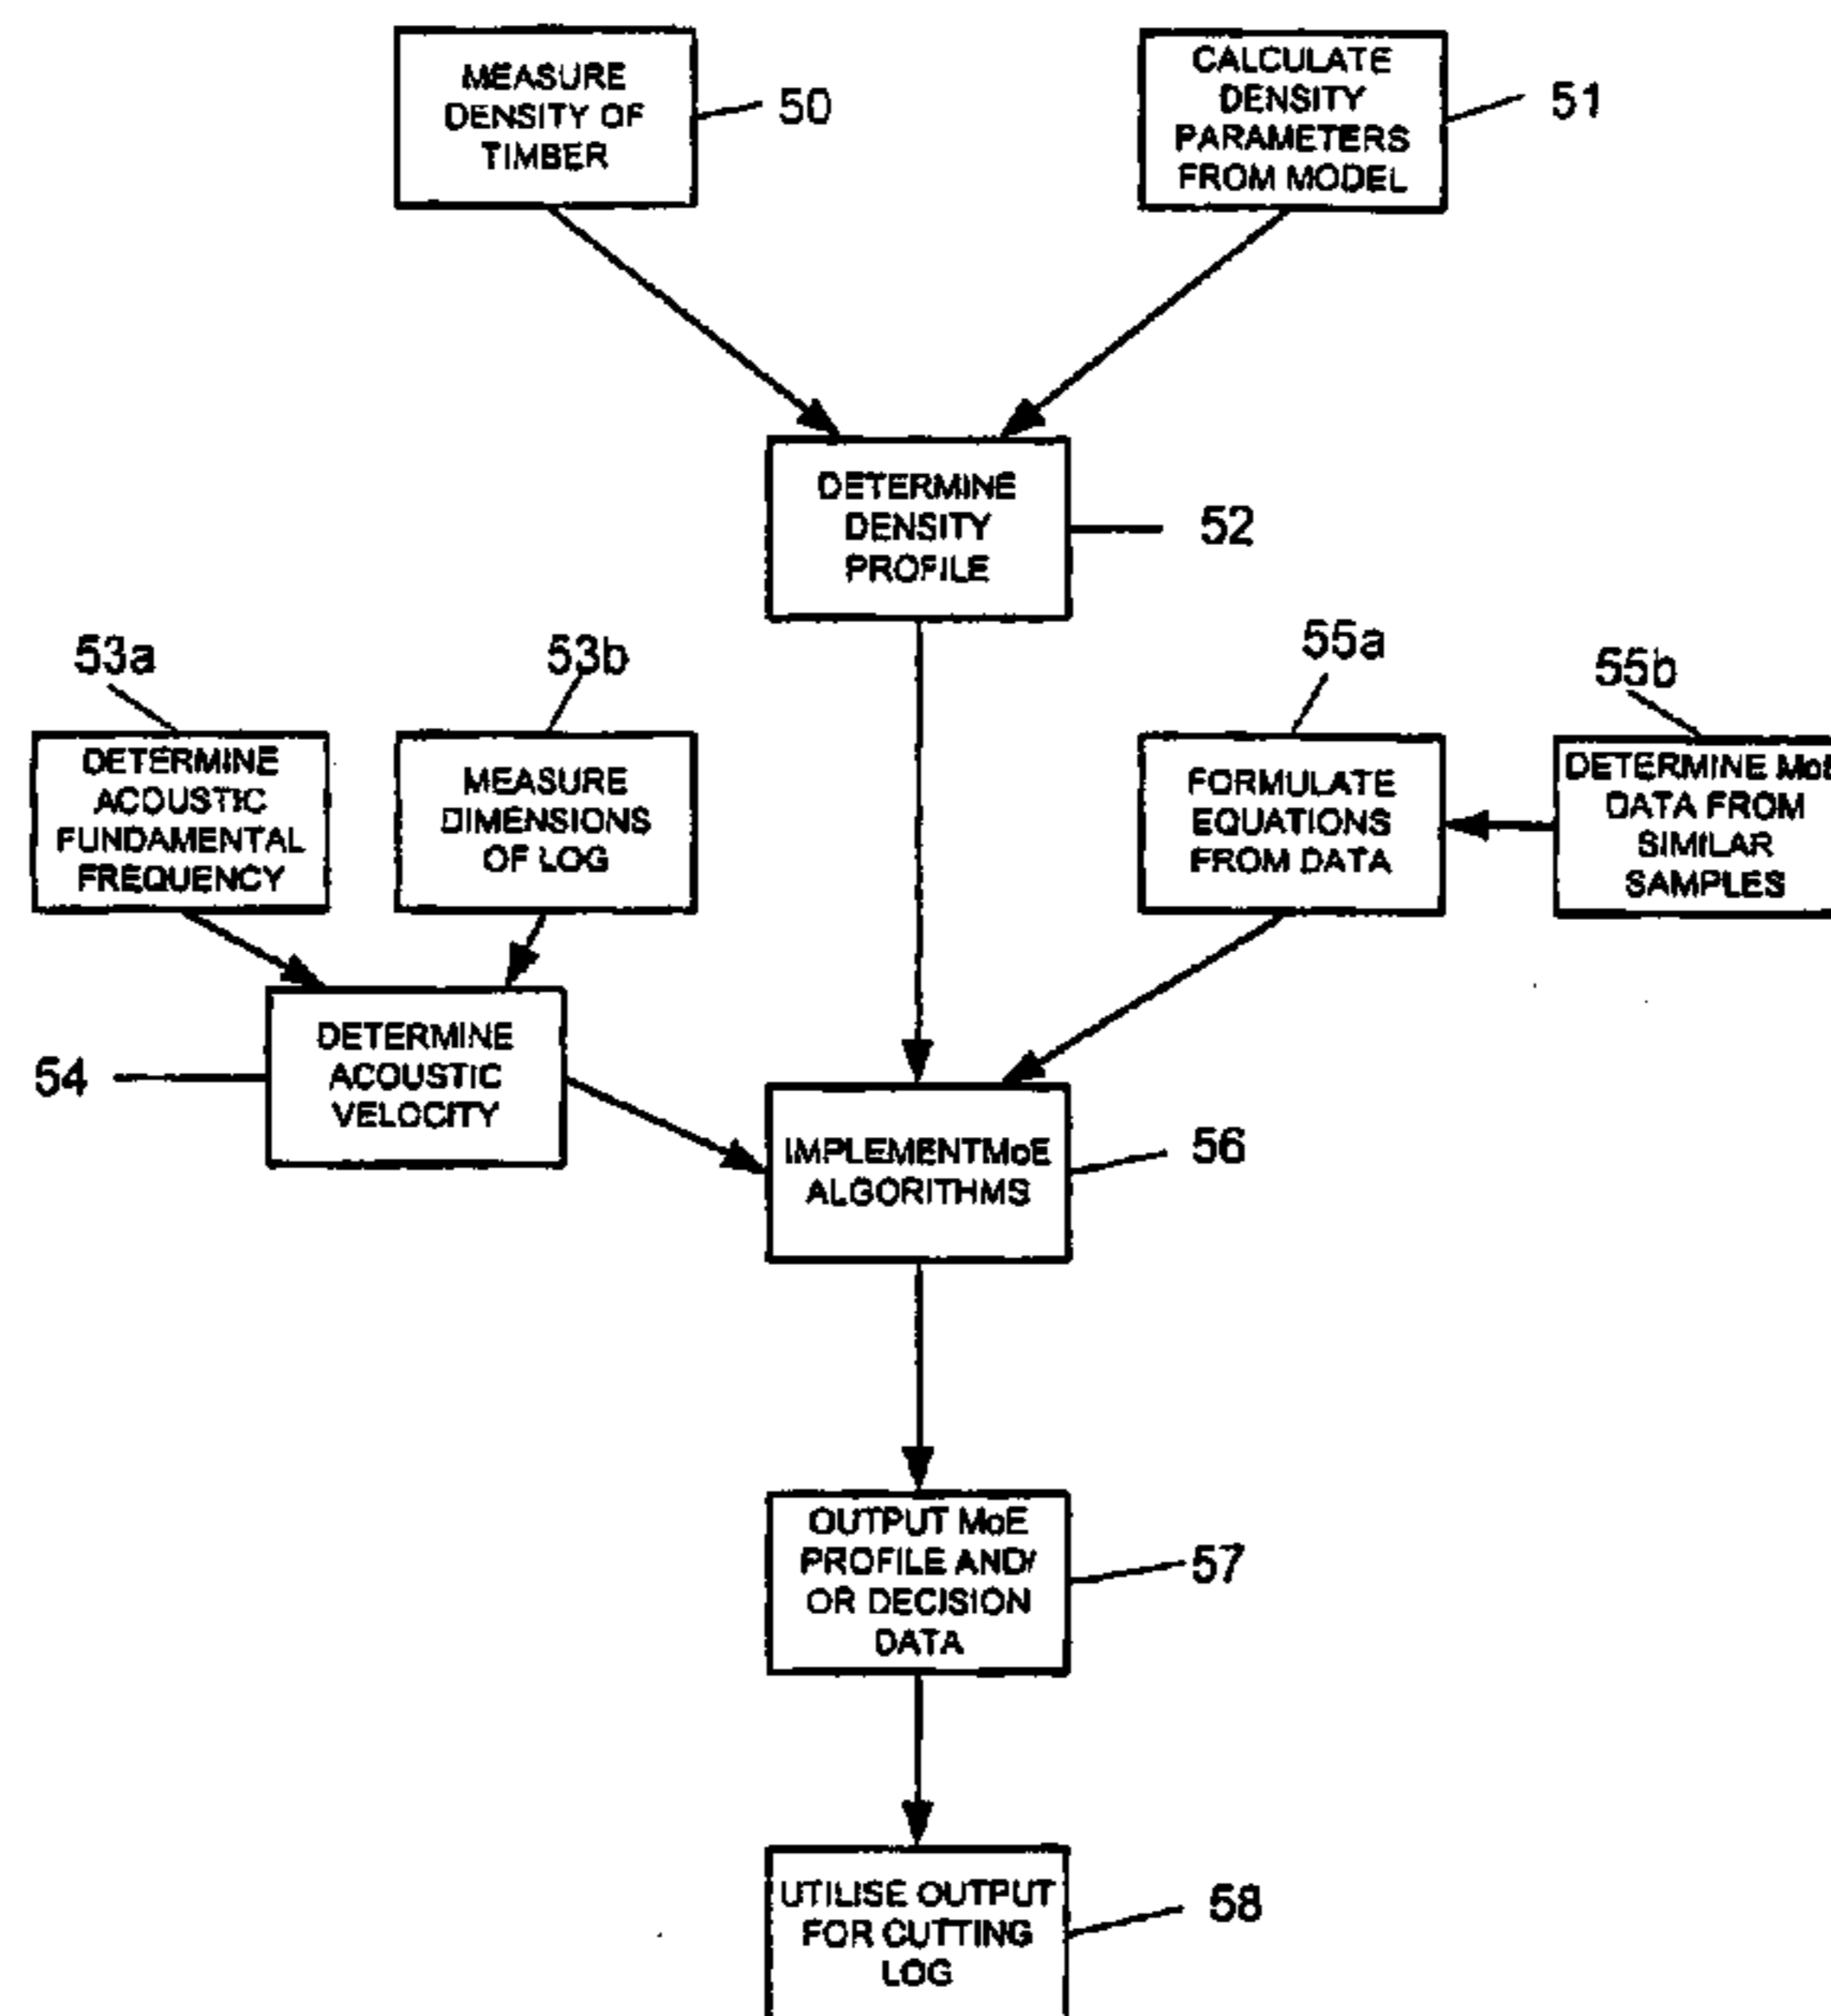 MEASURE
DENSITY OF
TIMBER
50
CALCULATE
DENSITY
PARAMETERS
FROM MODEL
51
DETERMINE
DENSITY
PROFILE
52
53a
53b
55a
55b
DETERMINE
ACOUSTIC
FUNDAMENTAL
FREQUENCY
MEASURE
DIMENSIONS
OF LOG
FORMULATE
EQUATIONS
FROM DATA
DETERMINE MoE
DATA FROM
SIMILAR
SAMPLES
54
DETERMINE
ACOUSTIC
VELOCITY
IMPLEMENTMoE
ALGORITHMS
56
OUTPUT MoE
PROFILE AND/
OR DECISION
DATA
57
UTILISE OUTPUT
FOR CUTTING
LOG
58